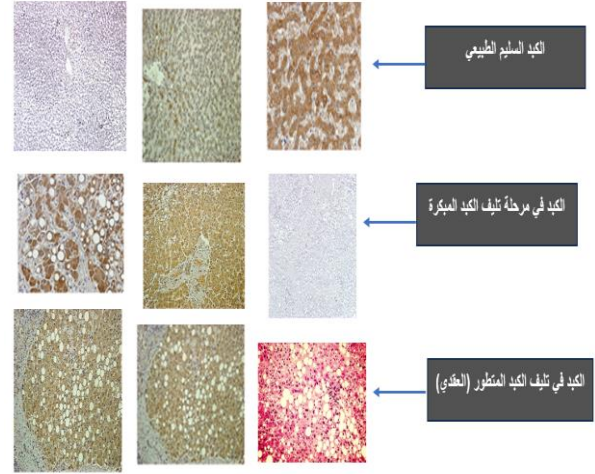 الكبد السليم الطبيعي
الكبد في مرحلة تليف الكبد المبكرة
الكبد في تليف الكبد المتطور (العقدي)